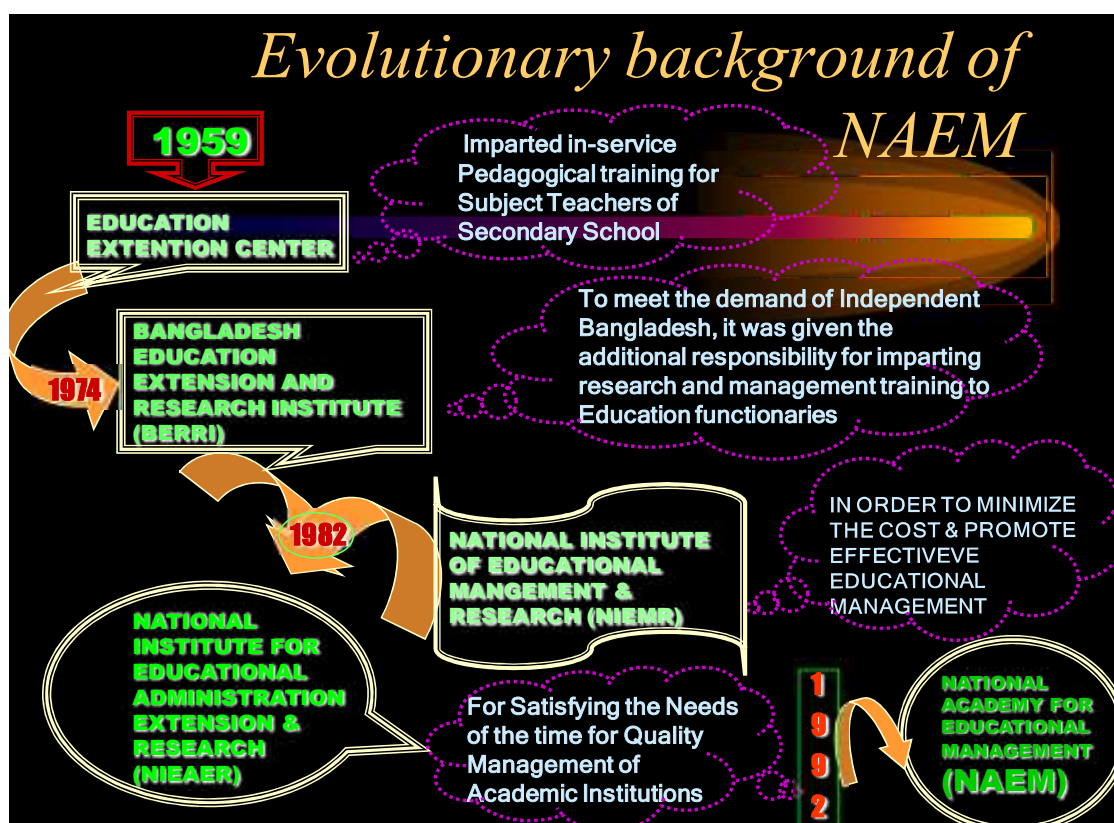 Evolutionary background of
NAEM
1959
Imparted in-service
Pedagogical training for
Subject Teachers of
Secondary School
EDUCATION
EXTENTION CENTER
To meet the demand of Independent
Bangladesh, it was given the
additional responsibility for imparting
research and management training to
Education functionaries
1974
BANGLADESH
EDUCATION
EXTENSION AND
RESEARCH INSTITUTE
(BERRI)
1982
NATIONAL INSTITUTE
OF EDUCATIONAL
MANGEMENT &
RESEARCH (NIEMR)
IN ORDER TO MINIMIZE
THE COST & PROMOTE
EFFECTIVEVE
EDUCATIONAL
MANAGEMENT
NATIONAL
INSTITUTE FOR
EDUCATIONAL
ADMINISTRATION
EXTENSION &
RESEARCH
(NIEAER)
For Satisfying the Needs
of the time for Quality
Management of
Academic Institutions
1
9
9
2
NATIONAL
ACADEMY FOR
EDUCATIONAL
MANAGEMENT
(NAEM)